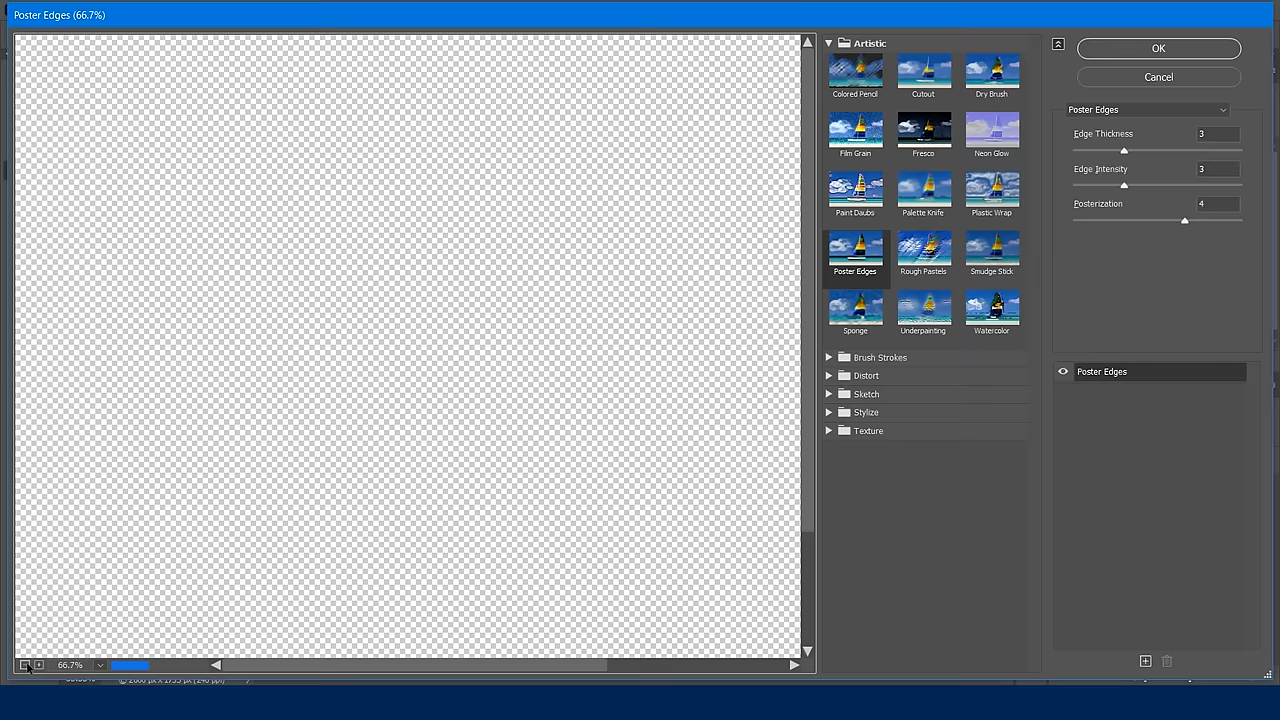 Poster Edges (66.7%)
Artistic
Colored Pencil
Cutout
Dry Brush
Film Grain
Fresco
Neon Glow
Paint Daubs
Palette Knife
Plastic Wrap
Poster Edges
Rough Pastels
Smudge Stick
Sponge
Underpainting
Watercolor
Brush Strokes
Distort
Sketch
Stylize
Texture
OK
Cancel
Poster Edges
Edge Thickness 3
Edge Intensity 3
Posterization 4
Poster Edges
66.7%